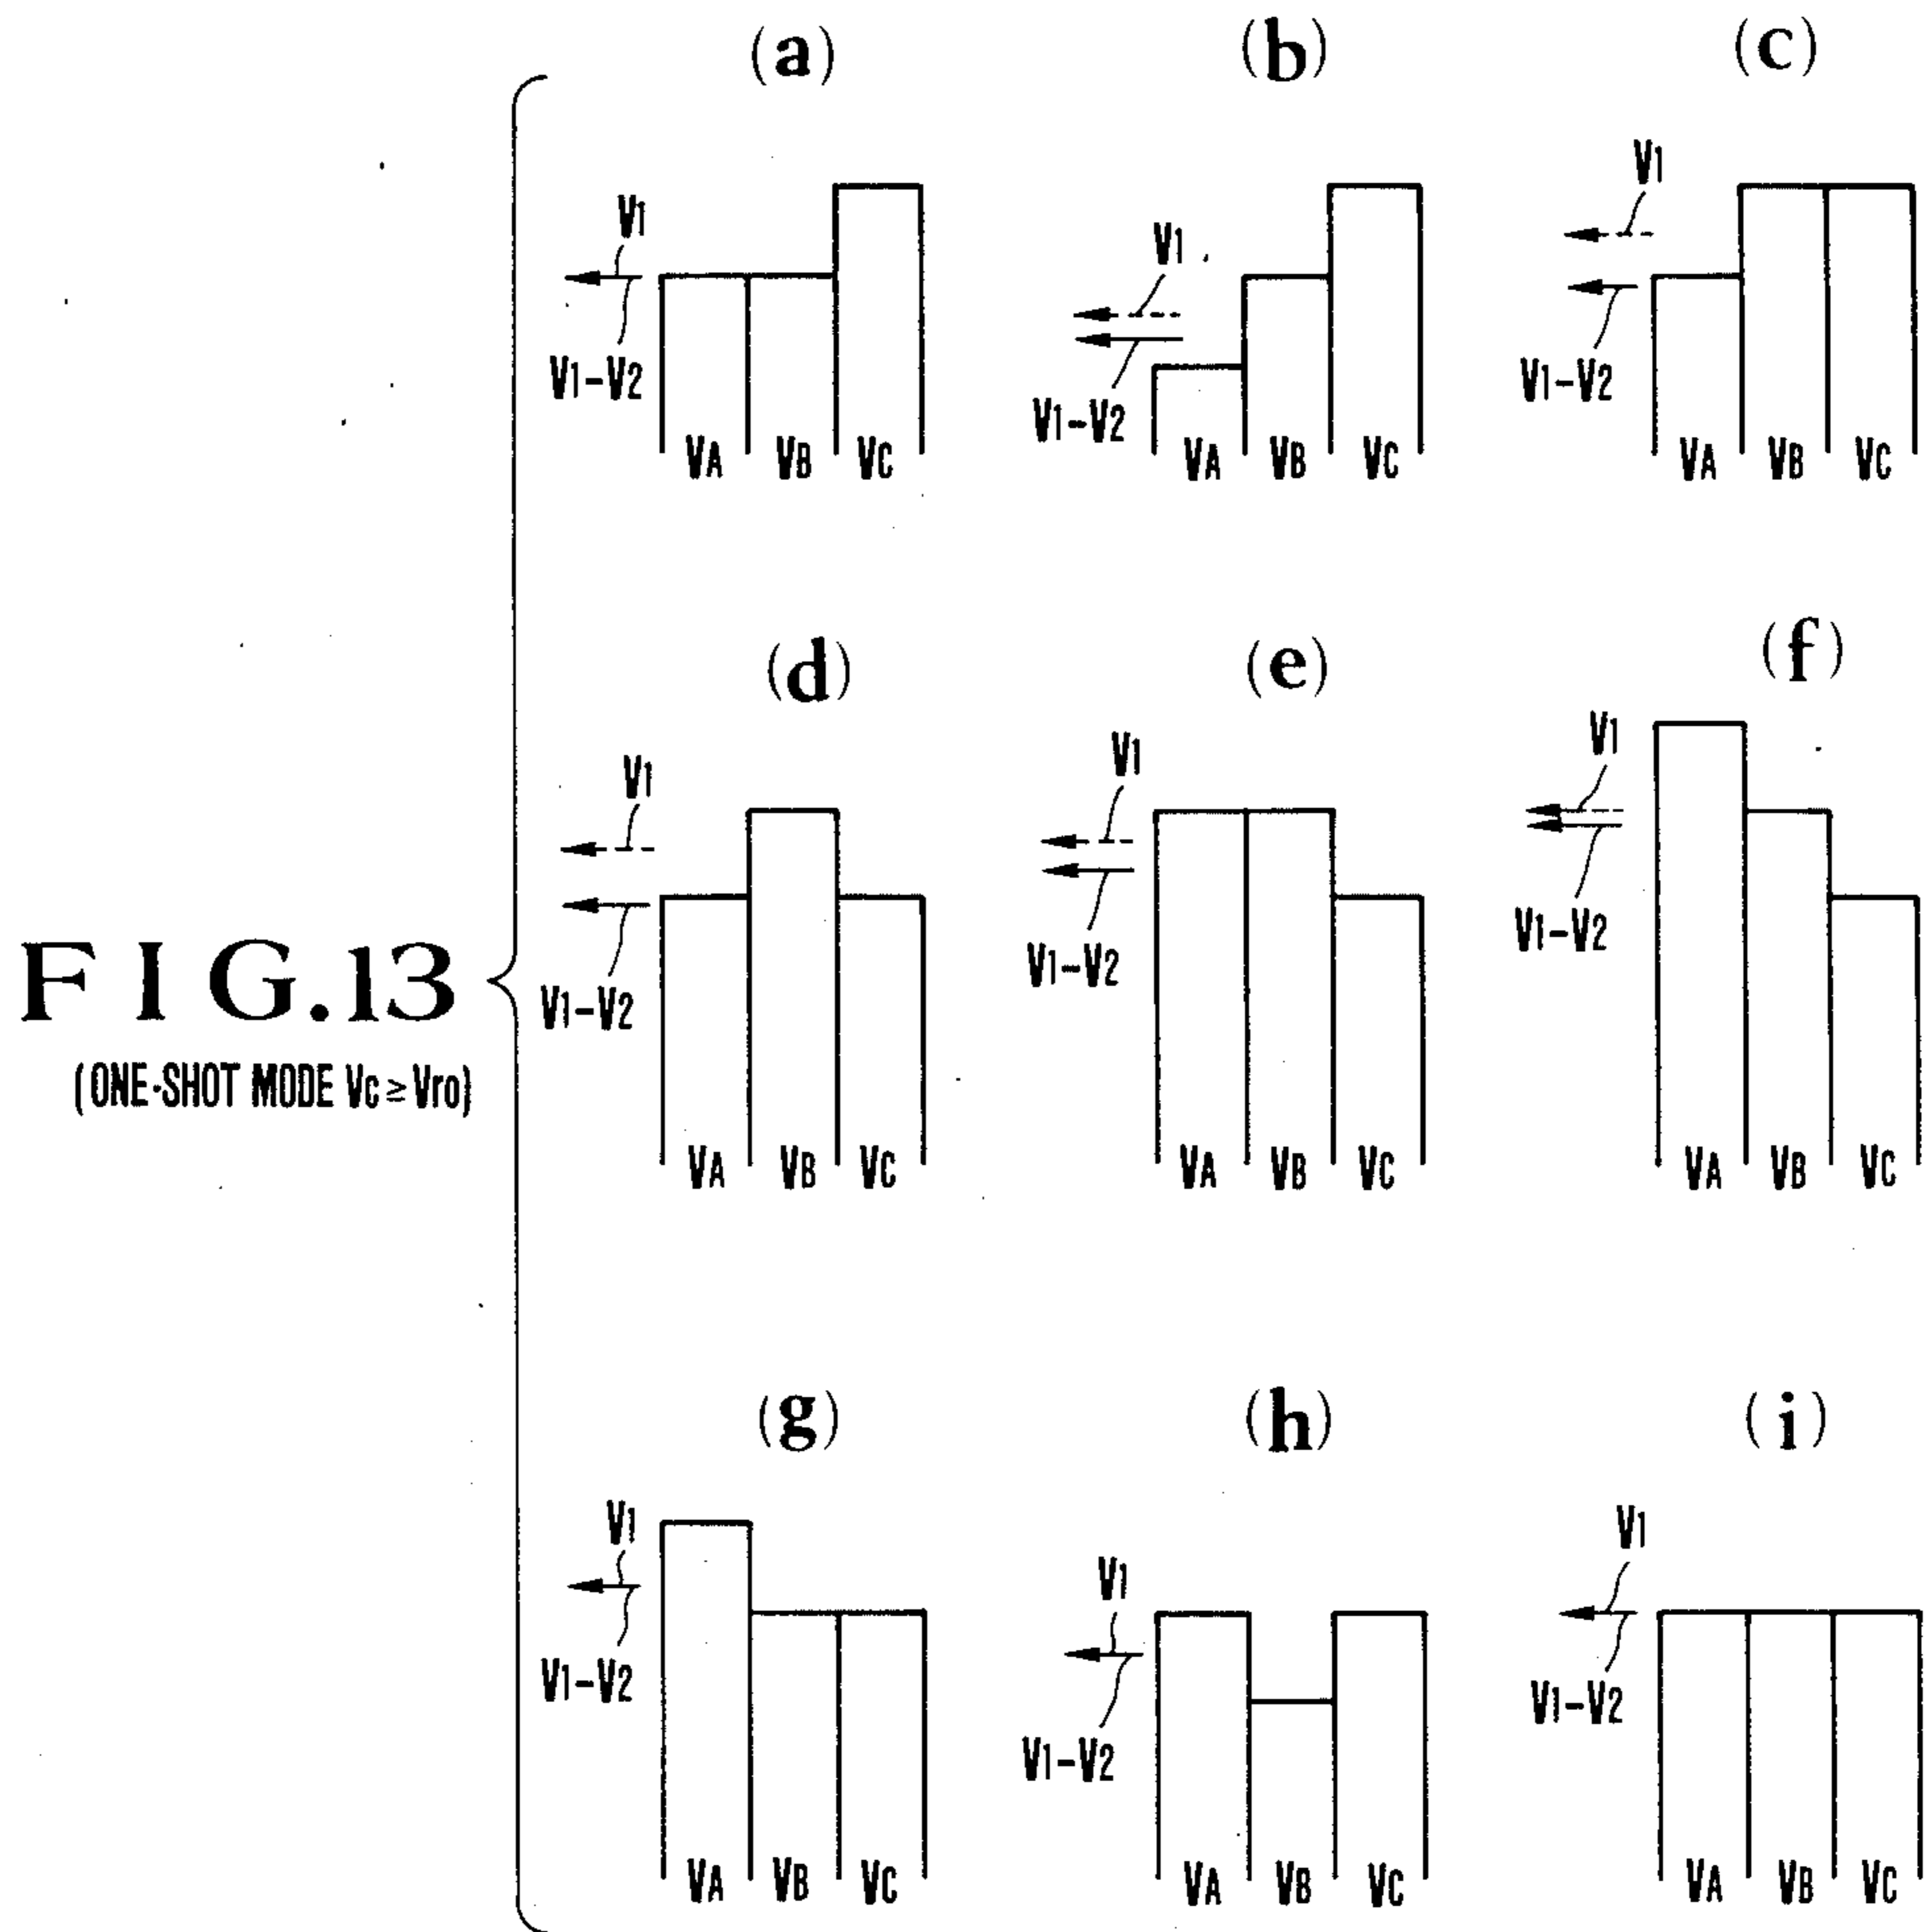 (a) (b) (c)
V1 V1 V1
V1-V2 V1-V2 V1-V2
VA VB VC VA VB VC VA VB VC
(d) (e) (f)
V1 V1 V1
V1-V2 V1-V2 V1-V2
VA VB VC VA VB VC VA VB VC
FIG.13
(ONE-SHOT MODE Vc ≥ Vro)
(g) (h) (i)
V1 V1 V1
V1-V2 V1-V2 V1-V2
VA VB VC VA VB VC VA VB VC